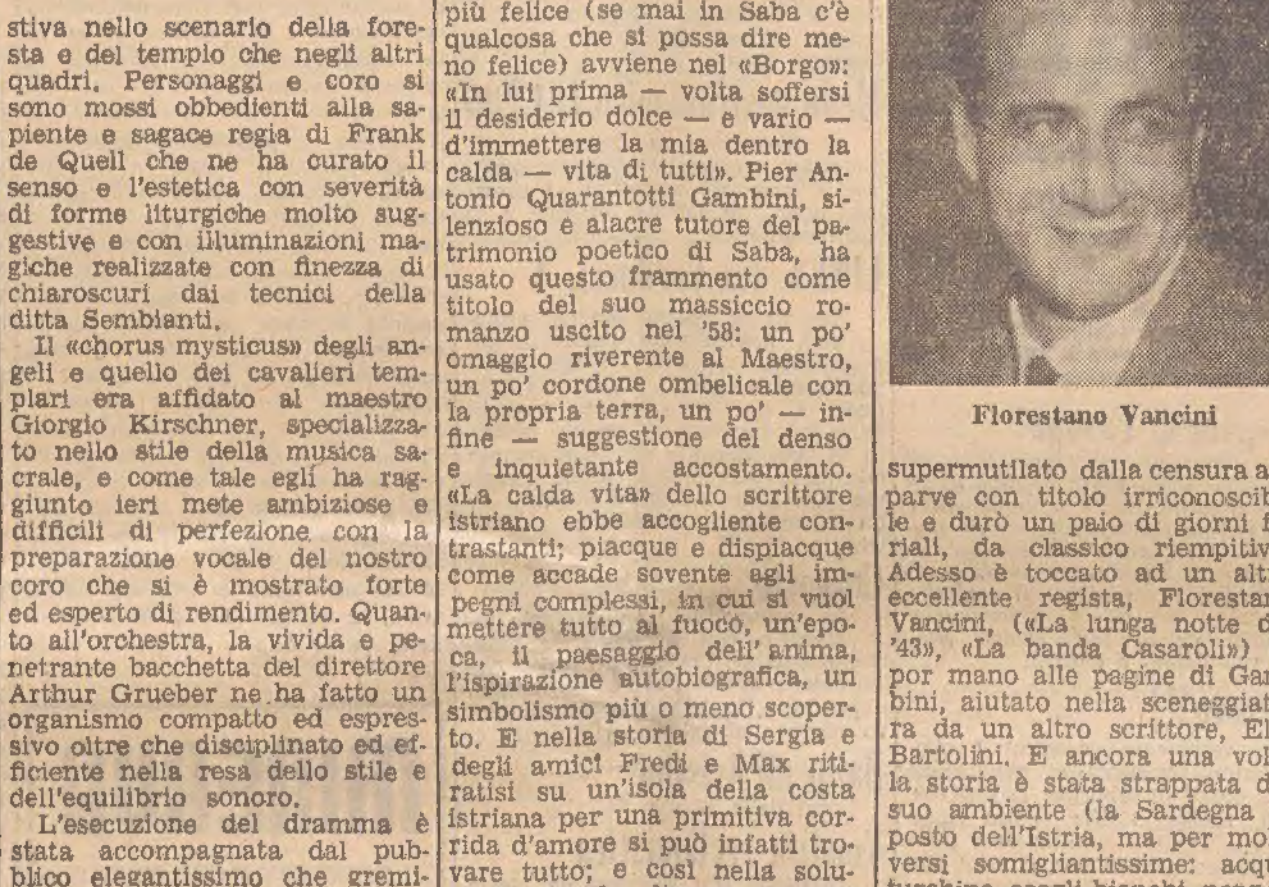 stiva nello scenario della fore-
sta e del tempio che negli altri
quadri. Personaggi e coro si
sono mossi obbedienti alla sa-
piente e sagace regia di Frank
de Quell che ne ha curato il
senso e l'estetica con severità
di forme liturgiche molto sug-
gestive e con illuminazioni ma-
giche realizzate con finezza di
chiaroscuri dai tecnici della
ditta Sembianti.
Il «chorus mysticus» degli an-
geli e quello dei cavalieri tem-
plari era affidato al maestro
Giorgio Kirschner, specializza-
to nello stile della musica sa-
crale, e come tale egli ha rag-
giunto ieri mete ambiziose e
difficili di perfezione con la
preparazione vocale del nostro
coro che si è mostrato forte
ed esperto di rendimento. Quan-
to all'orchestra, la vivida e pe-
netrante bacchetta del direttore
Arthur Grueber ne ha fatto un
organismo compatto ed espres-
sivo oltre che disciplinato ed ef-
ficiente nella resa dello stile e
dell'equilibrio sonoro.
L'esecuzione del dramma è
stata accompagnata dal pub-
blico elegantissimo che gremi-
più felice (se mai in Saba c'è
qualcosa che si possa dire me-
no felice) avviene nel «Borgo»:
«In lui prima — volta soffersi
il desiderio dolce — e vario —
d'immettere la mia dentro la
calda — vita di tutti». Pier An-
tonio Quarantotti Gambini, si-
lenzioso e alacre tutore del pa-
trimonio poetico di Saba, ha
usato questo frammento come
titolo del suo massiccio ro-
manzo uscito nel '58: un po'
omaggio riverente al Maestro,
un po' cordone ombelicale con
la propria terra, un po' — in-
fine — suggestione del denso
e inquietante accostamento.
«La calda vita» dello scrittore
istriano ebbe accogliente con-
trastanti; piacque e dispiacque
come accade sovente agli im-
pegni complessi, in cui si vuol
mettere tutto al fuoco, un'epo-
ca, il paesaggio dell'anima,
l'ispirazione autobiografica, un
simbolismo più o meno scoper-
to. E nella storia di Sergia e
degli amici Fredi e Max riti-
ratisi su un'isola della costa
istriana per una primitiva cor-
rida d'amore si può infatti tro-
vare tutto; e così nella solu-
Florestano Vancini
supermutilato dalla censura a
parve con titolo irriconoscib
le e durò un paio di giorni f
riali, da classico riempitiv
Adesso è toccato ad un alt
eccellente regista, Florestan
Vancini, («La lunga notte d
'43», «La banda Casaroli»)
por mano alle pagine di Gam
bini, aiutato nella sceneggiat
ra da un altro scrittore, El
Bartolini. E ancora una vol
la storia è stata strappata d
suo ambiente (la Sardegna
posto dell'Istria, ma per mol
versi somigliantissime: acqu